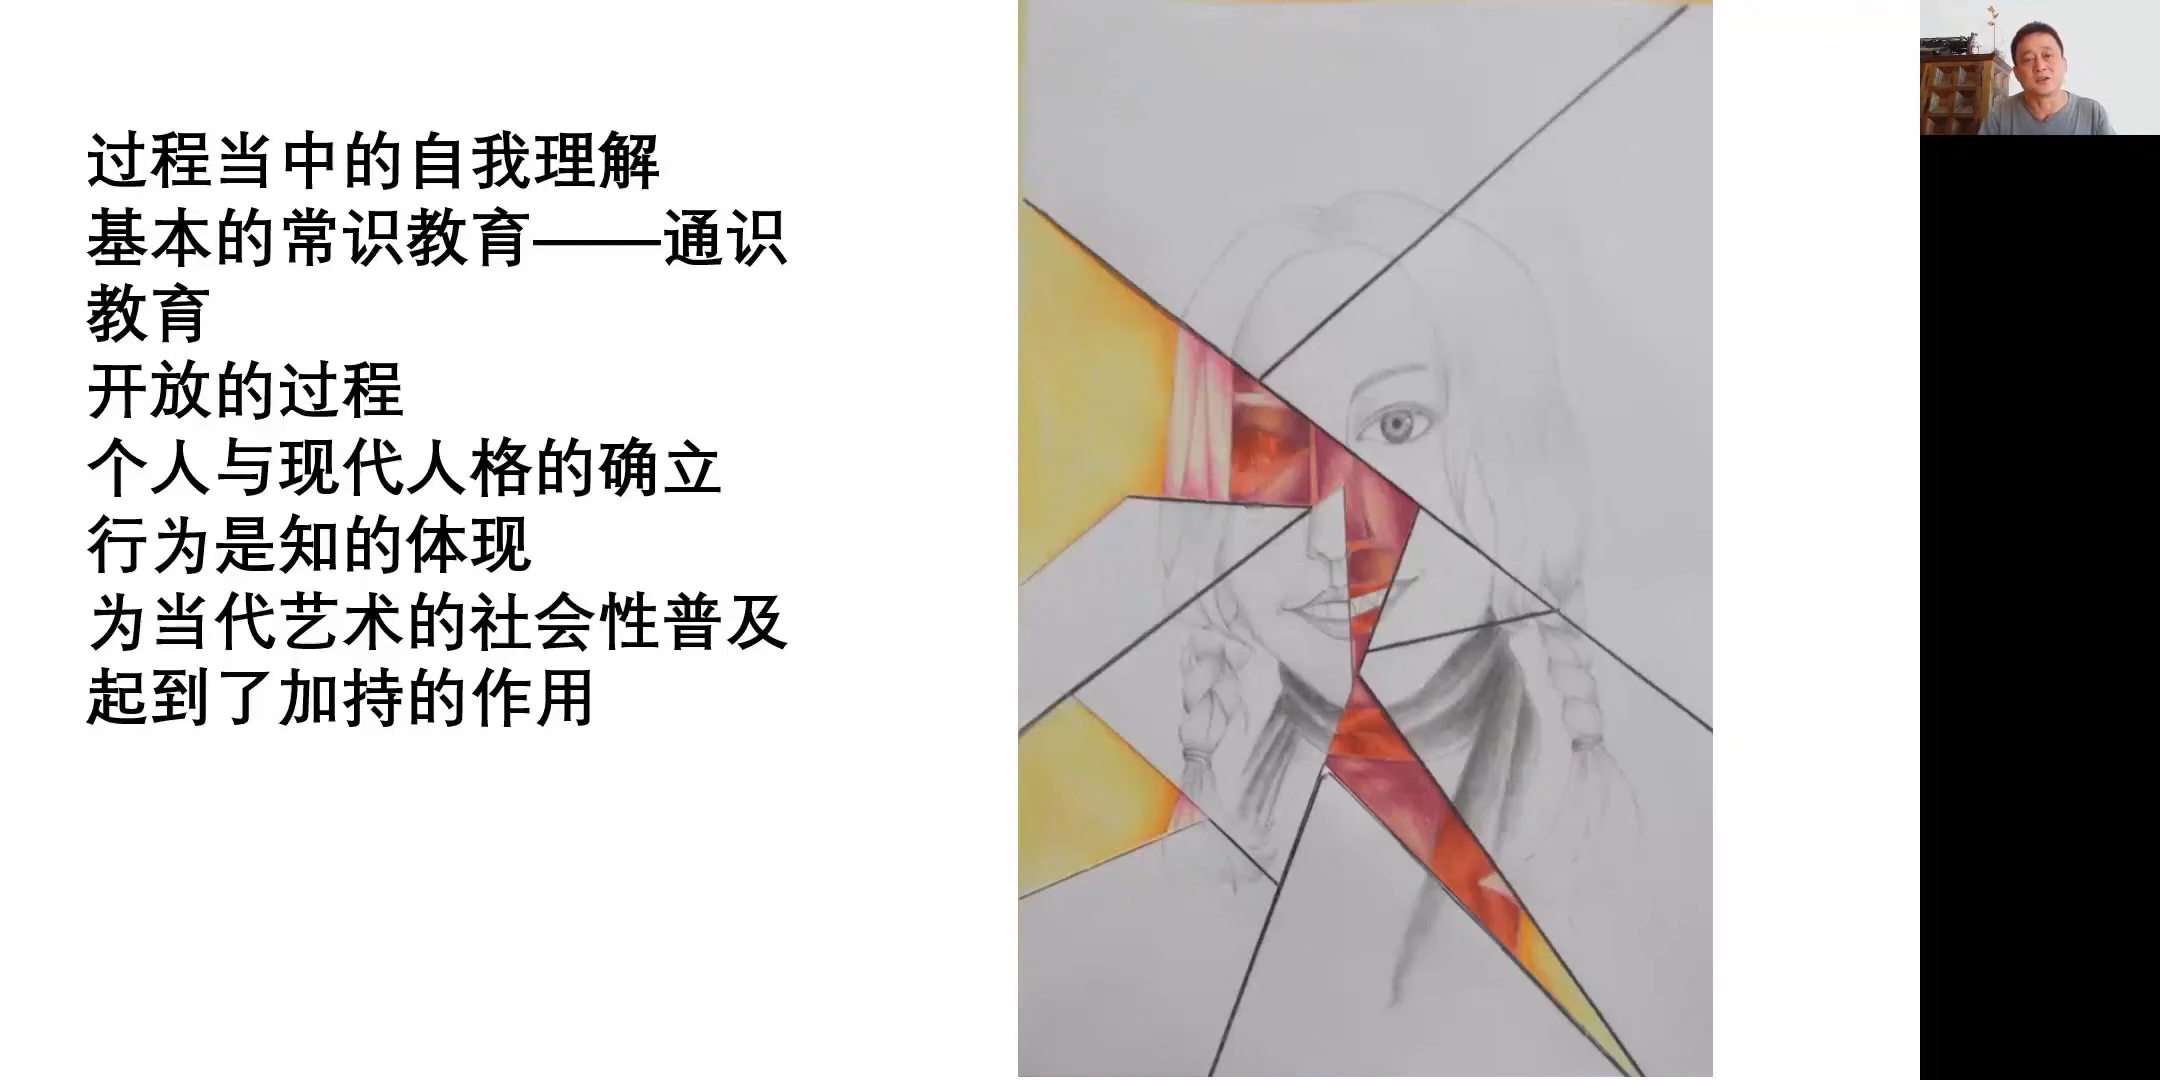 过程当中的自我理解
基本的常识教育——通识
教育
开放的过程
个人与现代人格的确立
行为是知的体现
为当代艺术的社会性普及
起到了加持的作用